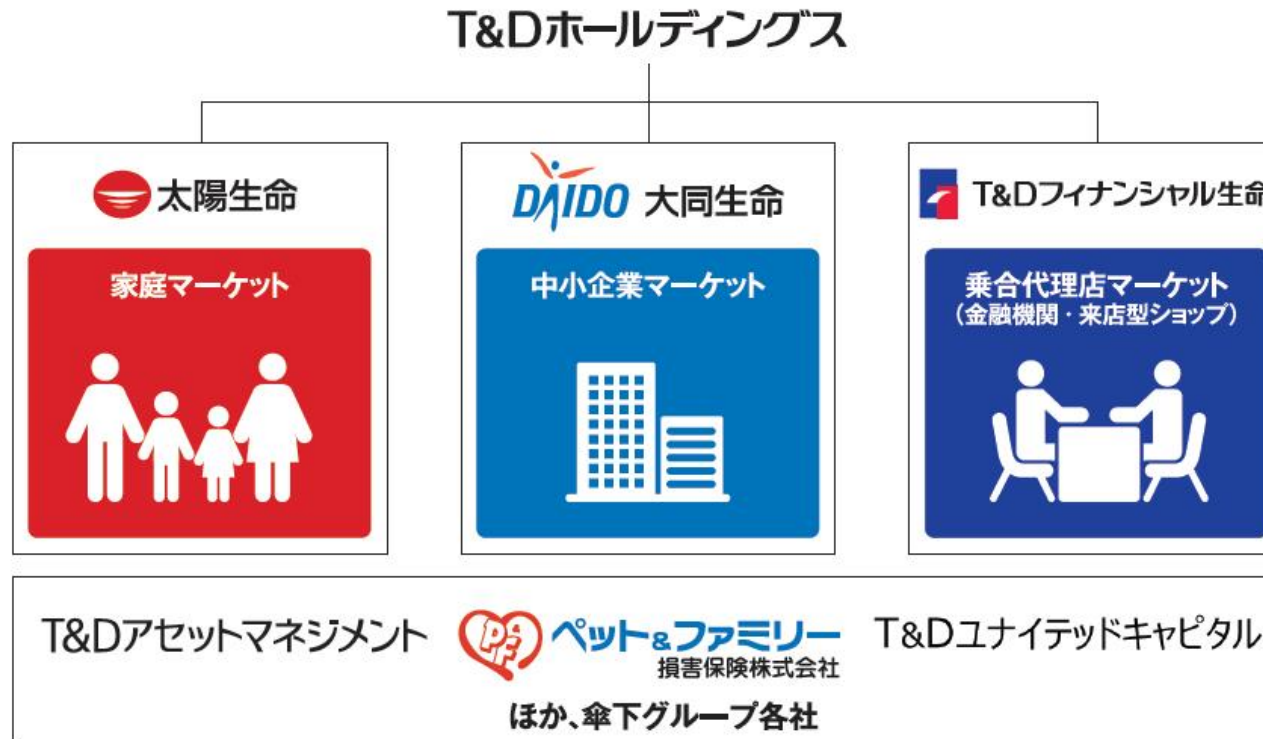 T&Dホールディングス
太陽生命
DAIDO 大同生命
T&Dフィナンシャル生命
家庭マーケット
中小企業マーケット
乗合代理店マーケット
（金融機関・来店型ショップ）
T&Dアセットマネジメント
PAF
ペット&ファミリー
損害保険株式会社
T&Dユナイテッドキャピタル
ほか、傘下グループ各社